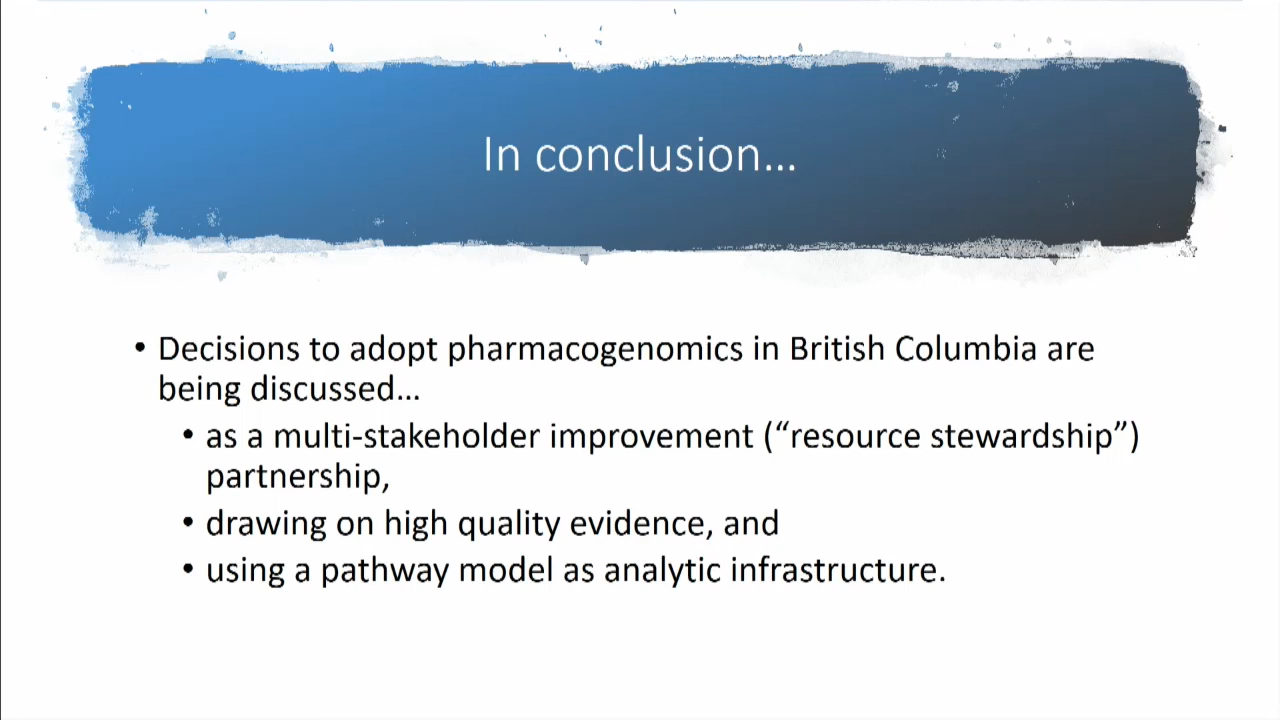 In conclusion…
• Decisions to adopt pharmacogenomics in British Columbia are
being discussed…
• as a multi-stakeholder improvement (“resource stewardship”)
partnership,
• drawing on high quality evidence, and
• using a pathway model as analytic infrastructure.